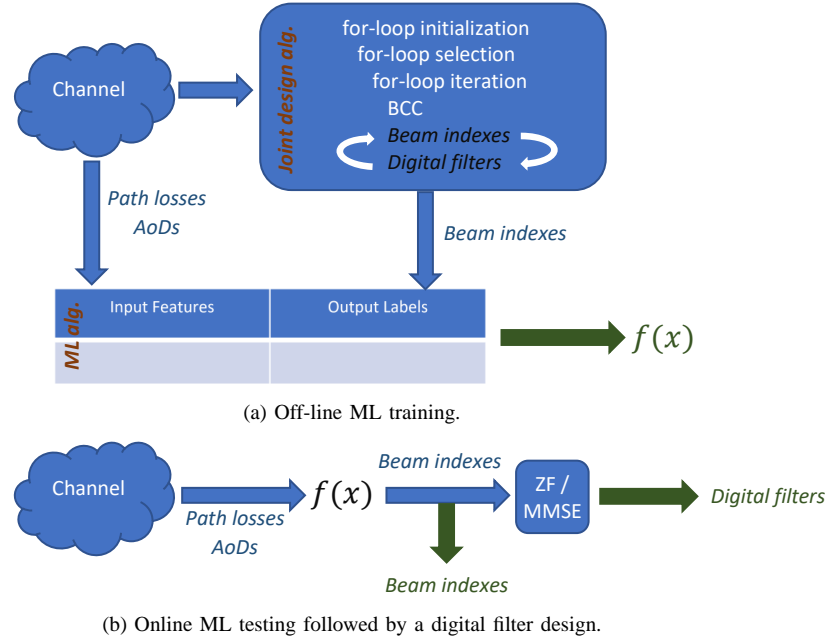 Channel
Joint design alg.
for-loop initialization
for-loop selection
for-loop iteration
BCC
Beam indexes
Digital filters
Path losses
AoDs
Beam indexes
ML alg.
Input Features
Output Labels
f(x)
(a) Off-line ML training.
Channel
Path losses
AoDs
f(x)
Beam indexes
Beam indexes
ZF /
MMSE
Digital filters
(b) Online ML testing followed by a digital filter design.